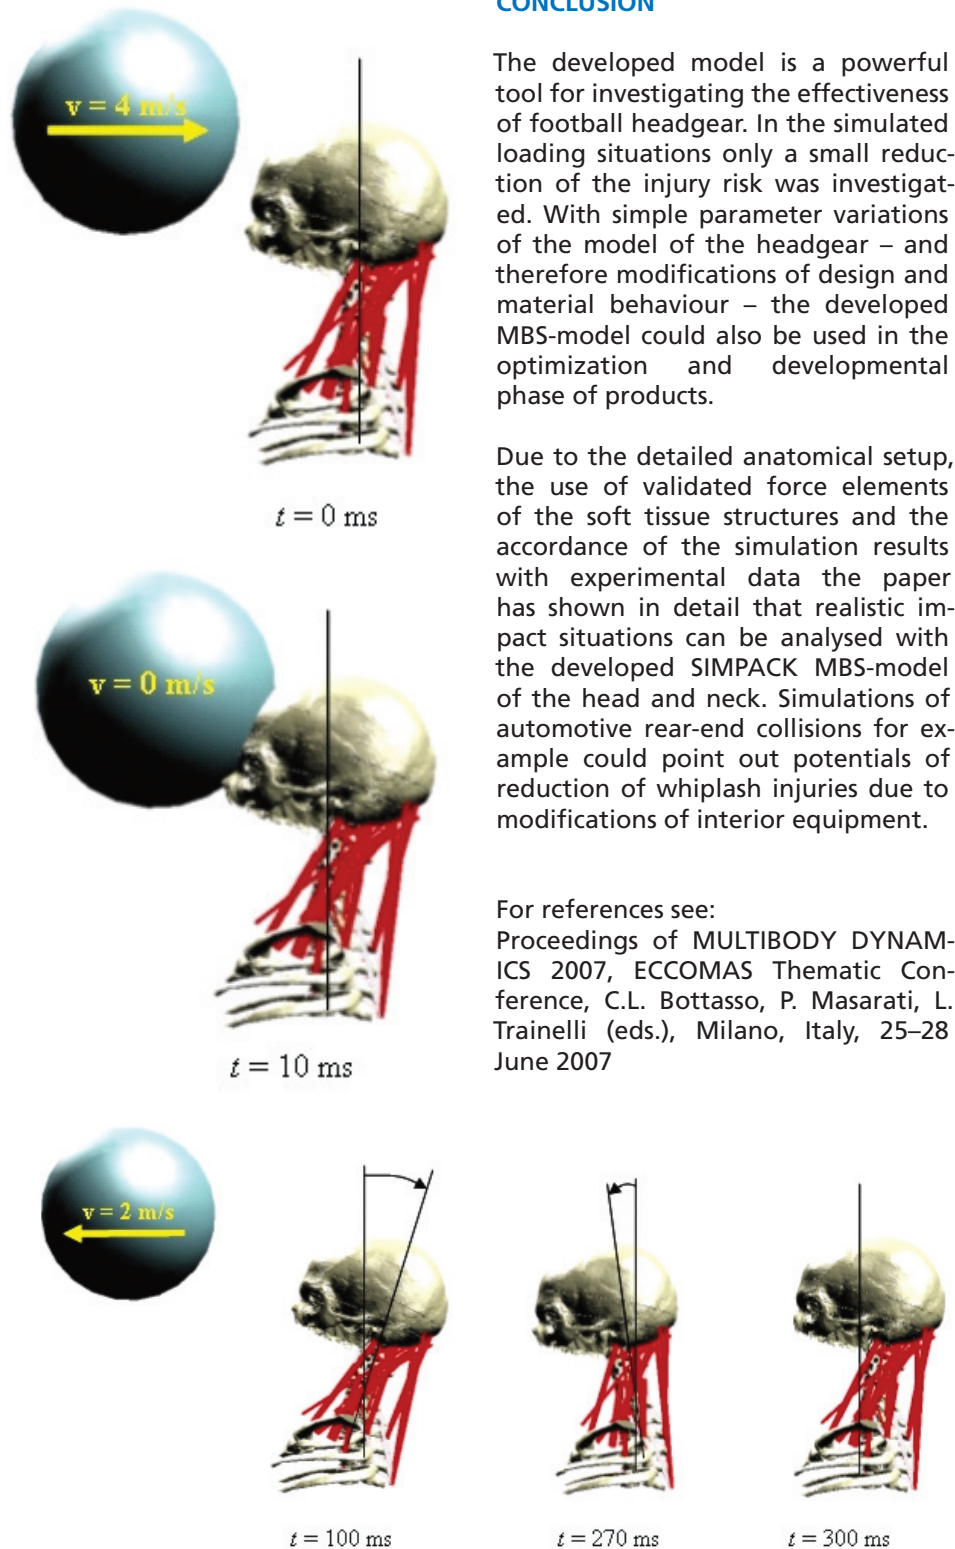 CONCLUSION
The developed model is a powerful
tool for investigating the effectiveness
of football headgear. In the simulated
loading situations only a small reduc-
tion of the injury risk was investigat-
ed. With simple parameter variations
of the model of the headgear – and
therefore modifications of design and
material behaviour – the developed
MBS-model could also be used in the
optimization and developmental
phase of products.
Due to the detailed anatomical setup,
the use of validated force elements
of the soft tissue structures and the
accordance of the simulation results
with experimental data the paper
has shown in detail that realistic im-
pact situations can be analysed with
the developed SIMPACK MBS-model
of the head and neck. Simulations of
automotive rear-end collisions for ex-
ample could point out potentials of
reduction of whiplash injuries due to
modifications of interior equipment.
For references see:
Proceedings of MULTIBODY DYNAM-
ICS 2007, ECCOMAS Thematic Con-
ference, C.L. Bottasso, P. Masarati, L.
Trainelli (eds.), Milano, Italy, 25–28
June 2007
v = 4 m/s
t = 0 ms
v = 0 m/s
t = 10 ms
v = 2 m/s
t = 100 ms
t = 270 ms
t = 300 ms